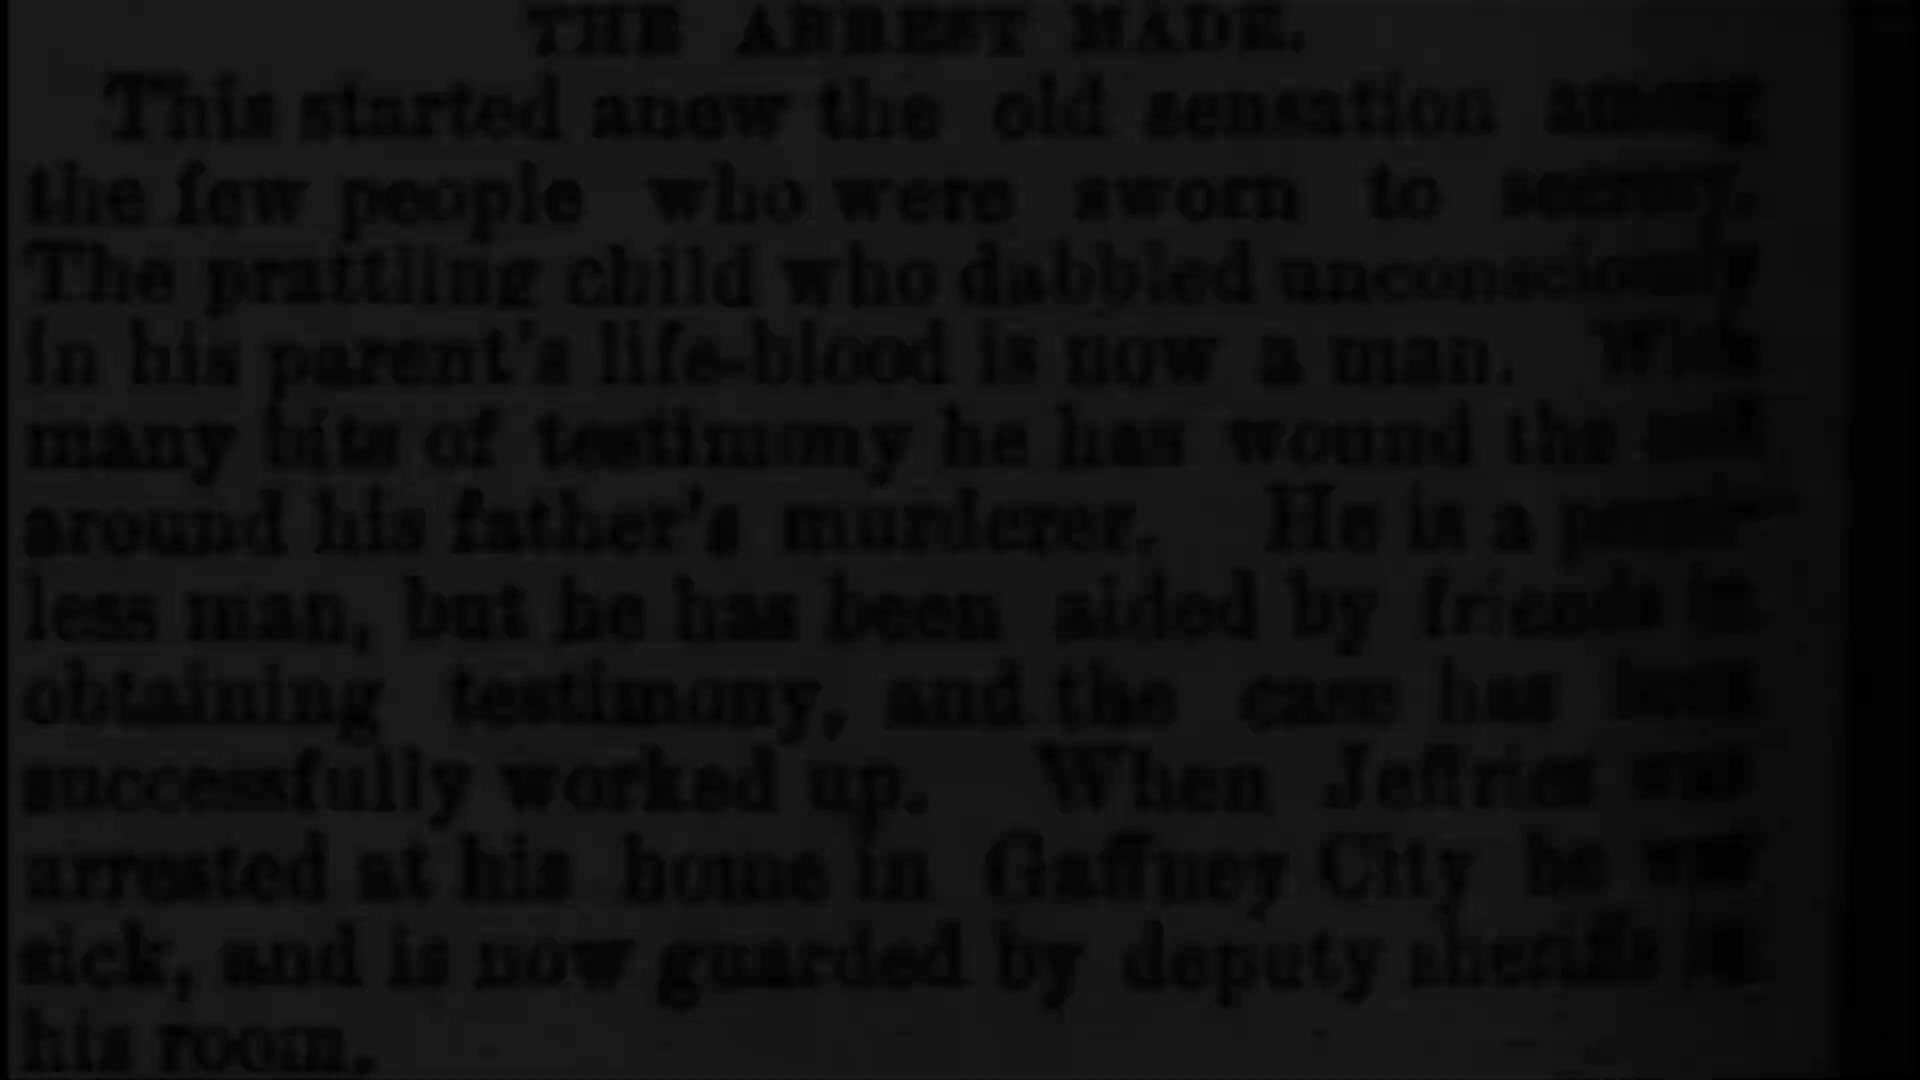 THE ARREST MADE.
This started anew the old sensation among
the few people who were sworn to secrecy.
The prattling child who dabbled unconsciously
in his parent's life-blood is now a man. With
many bits of testimony he has wound the
around his father's murderer. He is a
less man, but he has been aided by friends in
obtaining testimony, and the case has been
successfully worked up. When Jeffries was
arrested at his home in Gaffney City he was
sick, and is now guarded by deputy sheriffs in
his room.